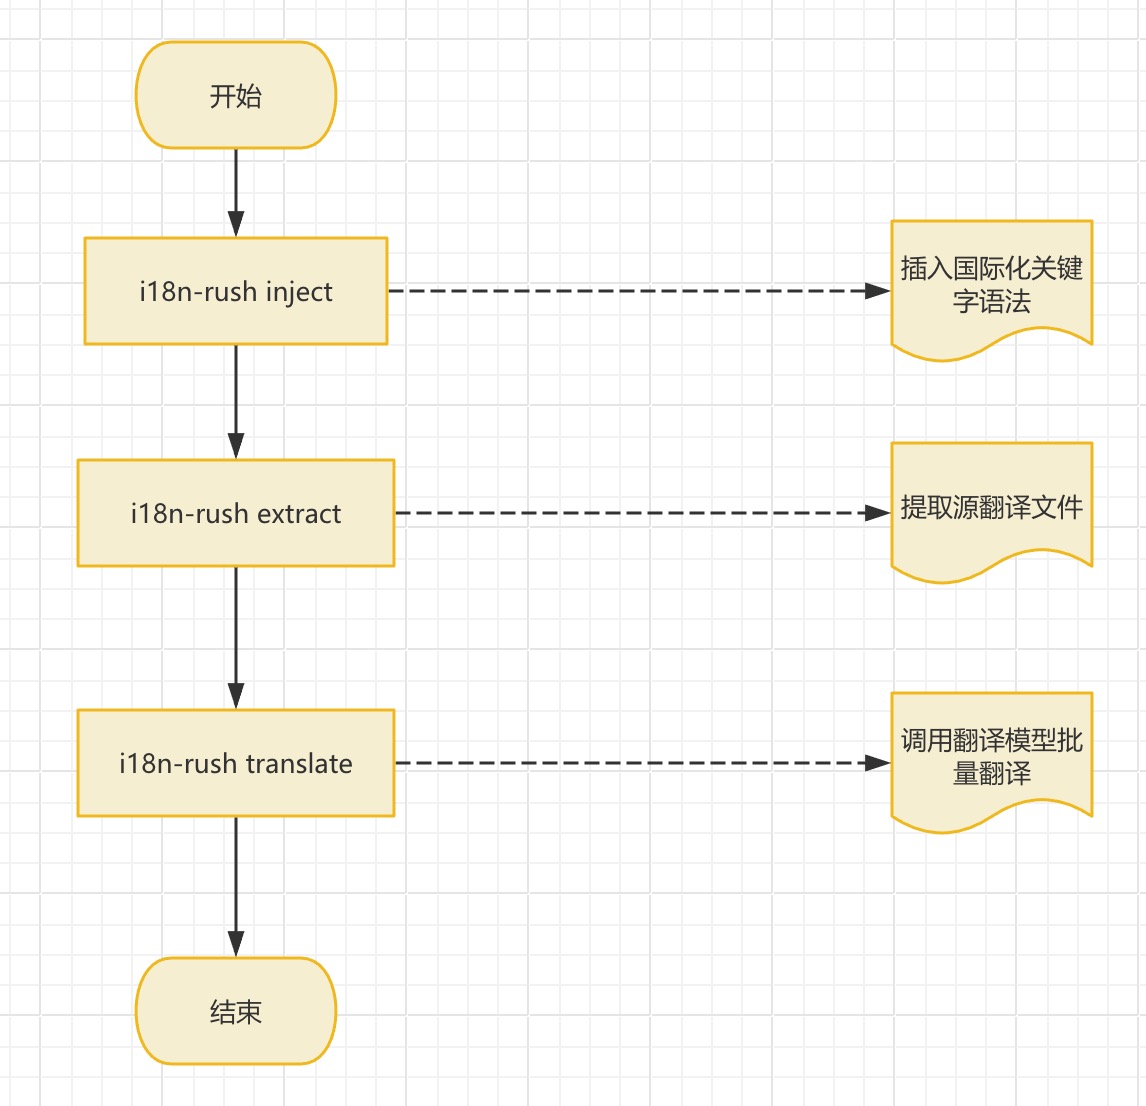 开始
i18n-rush inject
插入国际化关键
字语法
i18n-rush extract
提取源翻译文件
i18n-rush translate
调用翻译模型批
量翻译
结束